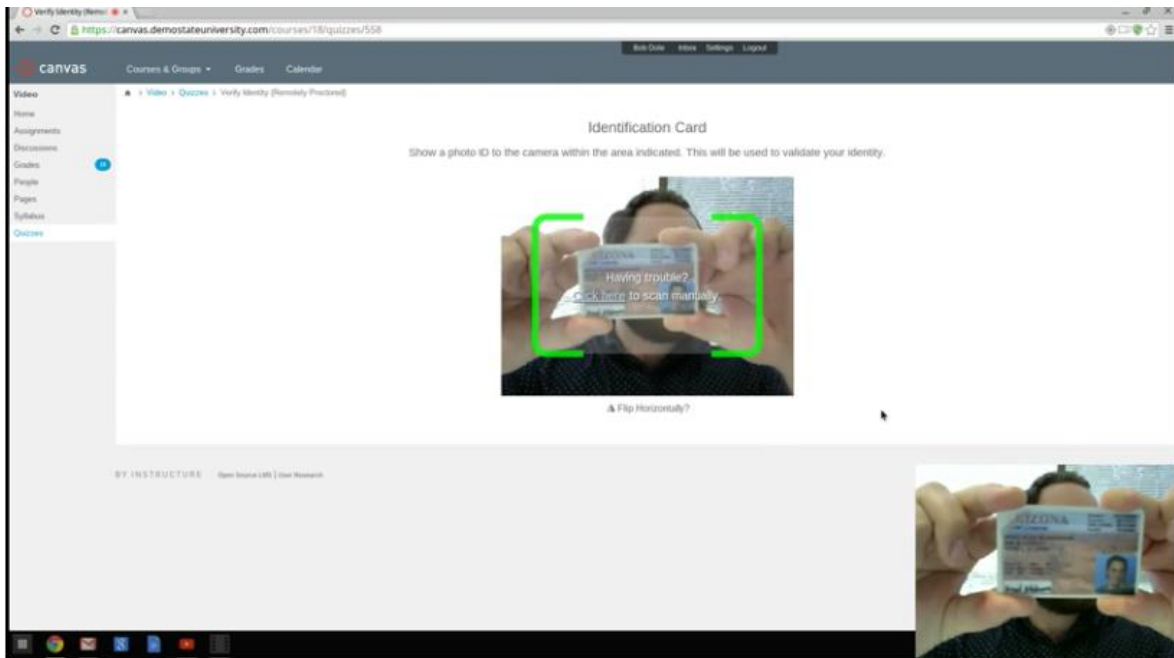 Verify Identity (Remo
https://canvas.demostateuniversity.com/courses/18/quizzes/558
Bob Dole Inbox Settings Logout
canvas Courses & Groups Grades Calendar
Video
Home
Assignments
Discussions
Grades
People
Pages
Syllabus
Quizzes
Video > Quizzes > Verify Identity (Remotely Proctored)
Identification Card
Show a photo ID to the camera within the area indicated. This will be used to validate your identity.
ARIZONA
Having trouble?
Click here to scan manually.
Flip Horizontally?
BY INSTRUCTURE Open Source LMS | User Research
ARIZONA